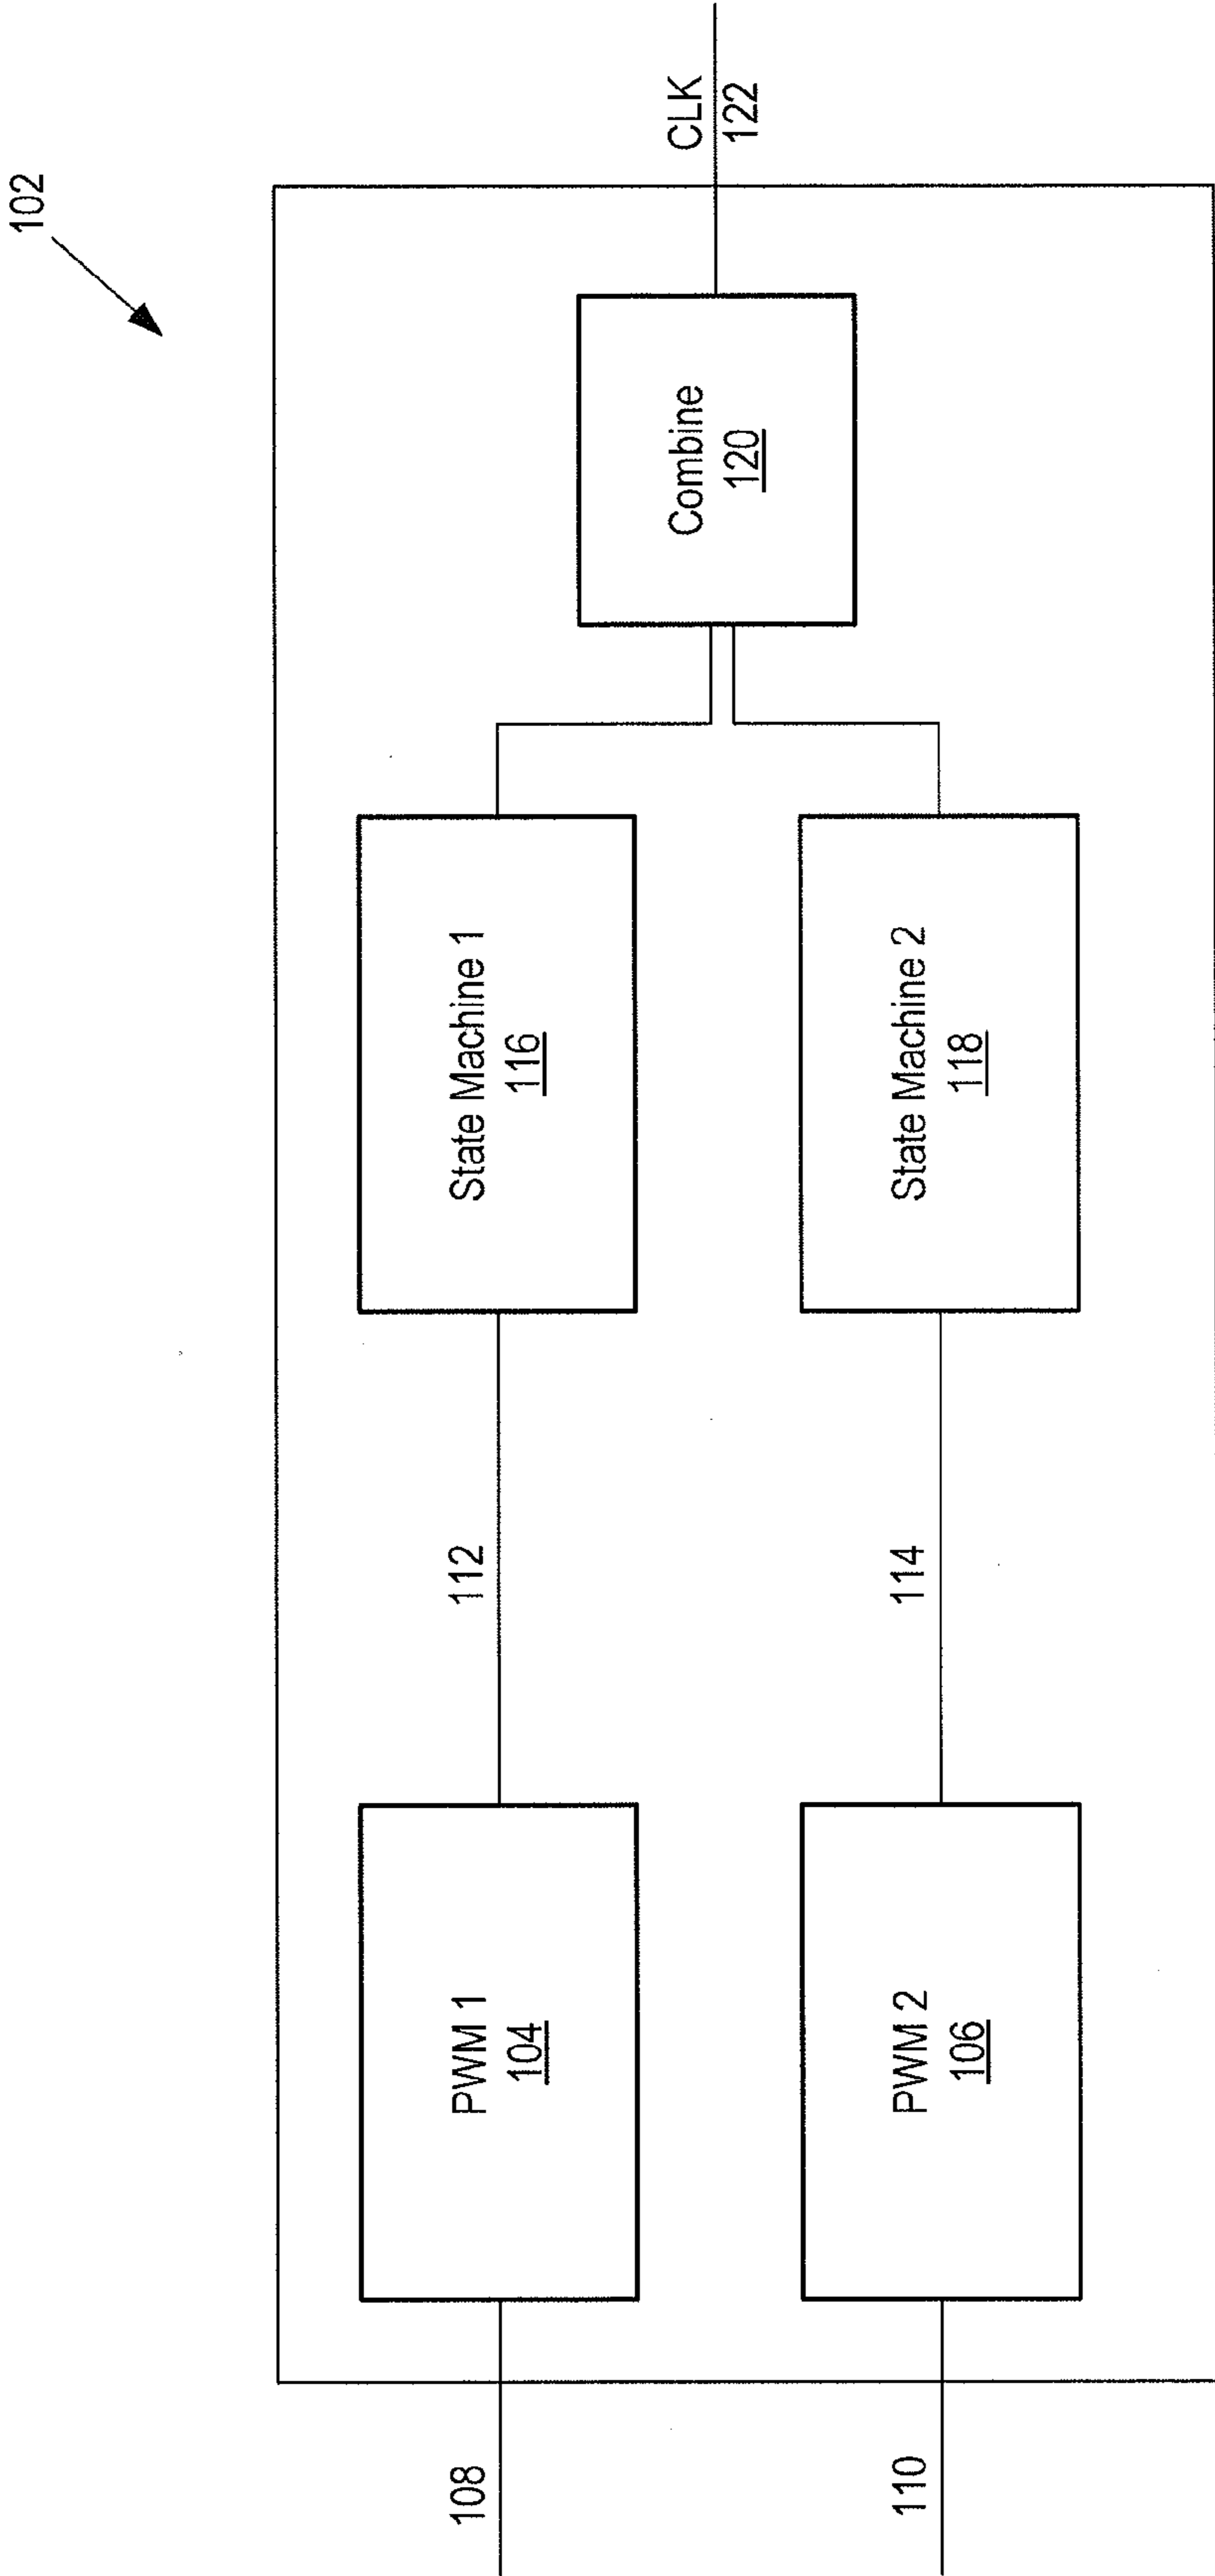 102
108
PWM 1
104
112
State Machine 1
116
Combine
120
CLK
122
110
PWM 2
106
114
State Machine 2
118